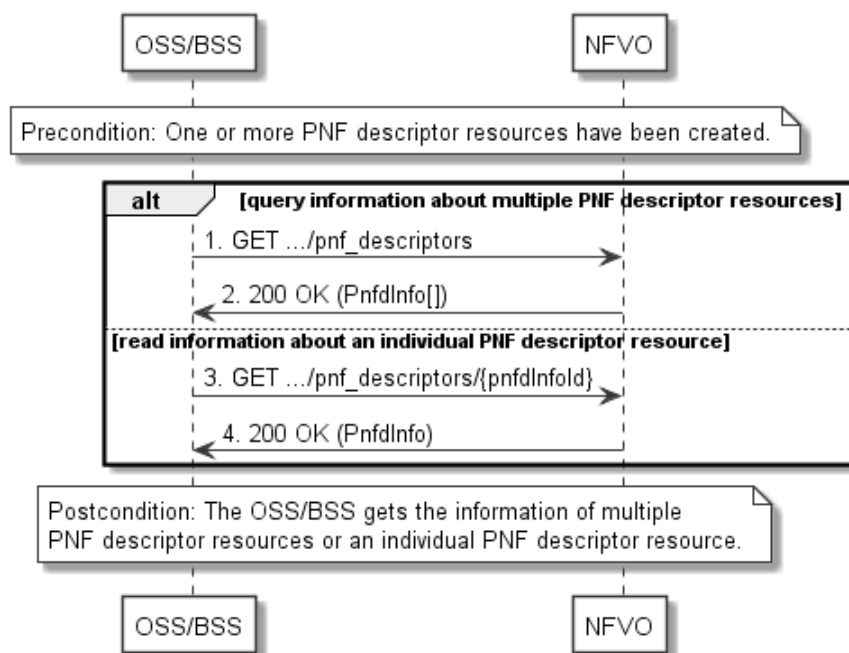 OSS/BSS
NFVO
Precondition: One or more PNF descriptor resources have been created.
alt
[query information about multiple PNF descriptor resources]
1. GET .../pnf_descriptors
2. 200 OK (PnfdInfo[])
[read information about an individual PNF descriptor resource]
3. GET .../pnf_descriptors/{pnfdInfoId}
4. 200 OK (PnfdInfo)
Postcondition: The OSS/BSS gets the information of multiple
PNF descriptor resources or an individual PNF descriptor resource.
OSS/BSS
NFVO